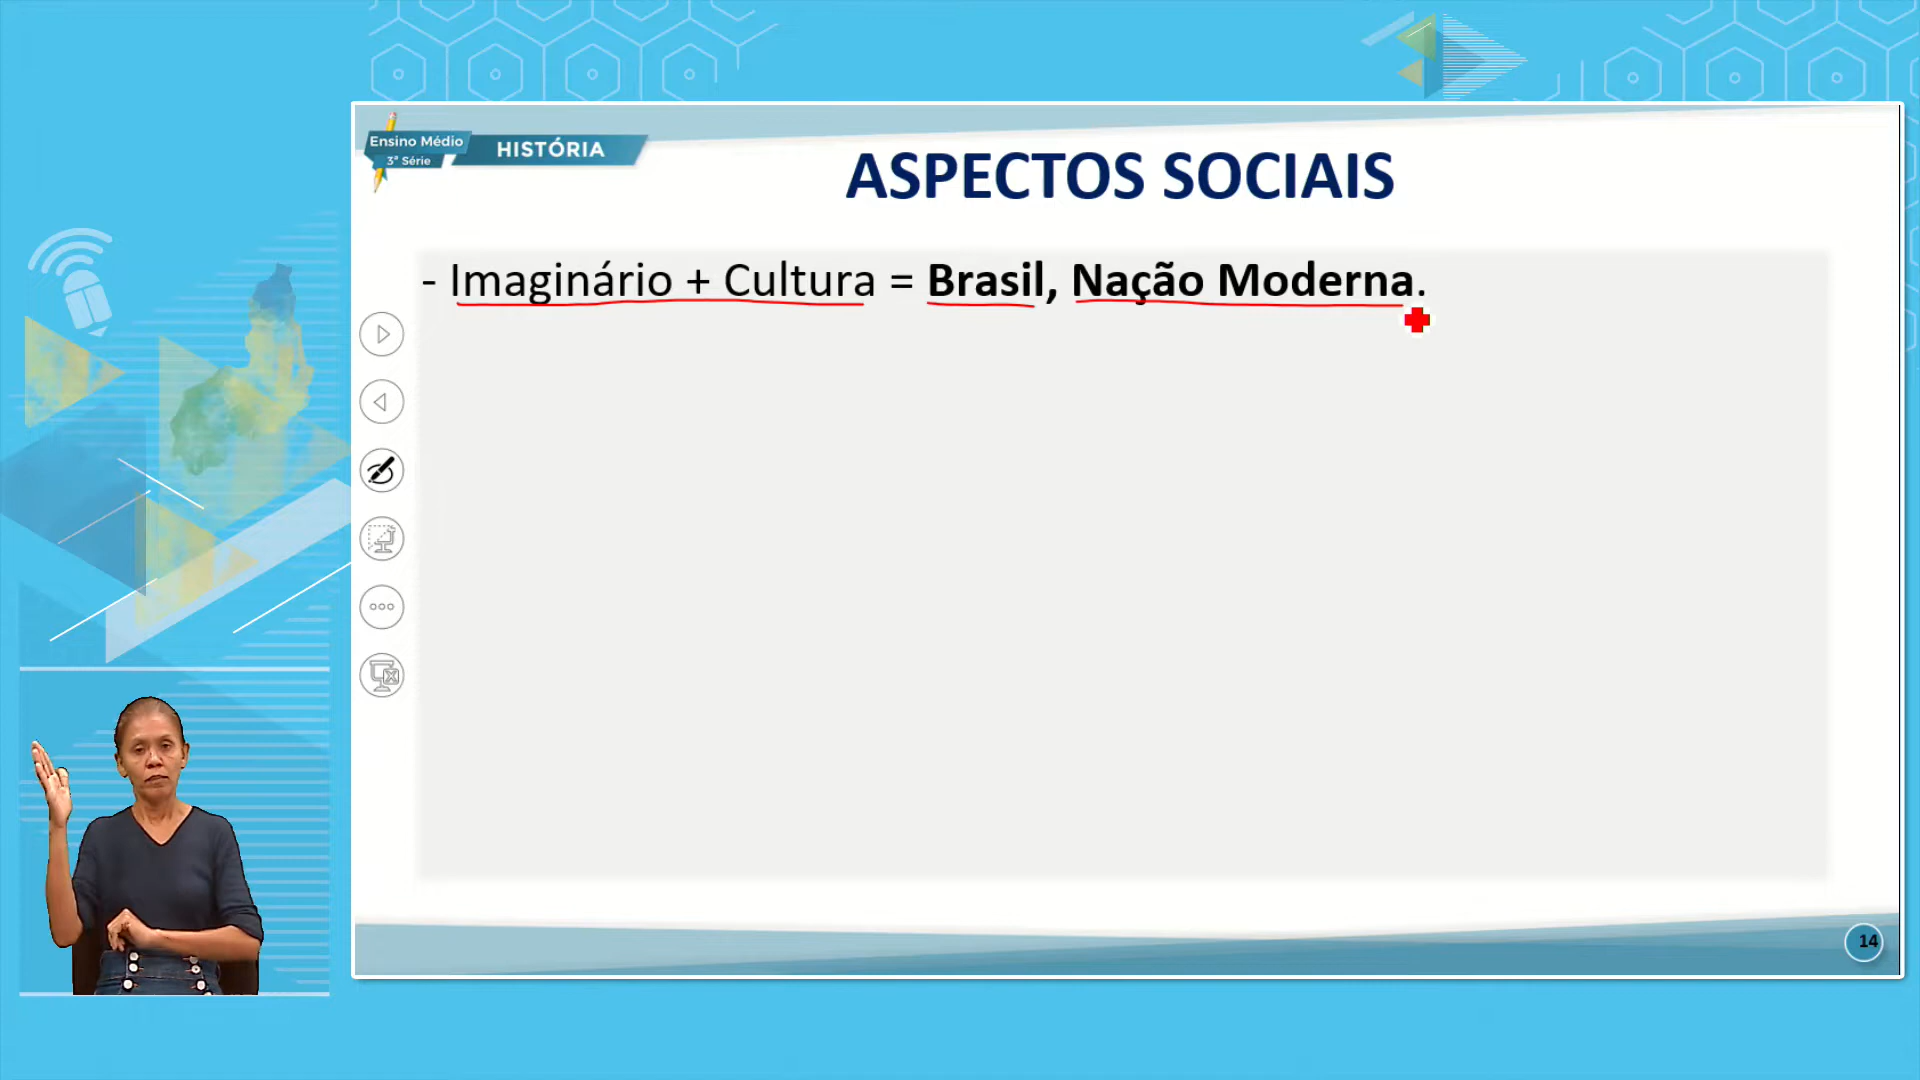 Ensino Médio
3ª Série
HISTÓRIA
ASPECTOS SOCIAIS
- Imaginário + Cultura = Brasil, Nação Moderna.
14